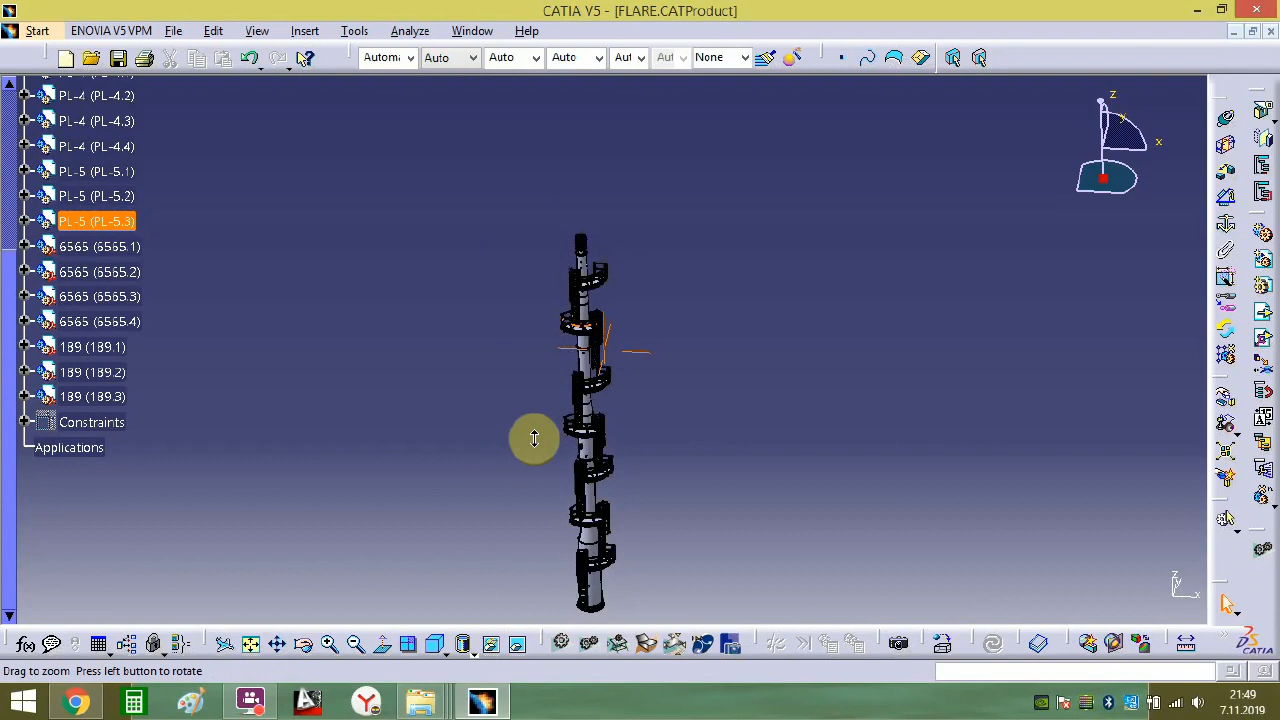 CATIA V5 - [FLARE.CATProduct]
Start ENOVIA V5 VPM File Edit View Insert Tools Analyze Window Help
Automa Auto Auto Auto Aut Aut None
PL-4 (PL-4.2)
PL-4 (PL-4.3)
PL-4 (PL-4.4)
PL-5 (PL-5.1)
PL-5 (PL-5.2)
PL-5 (PL-5.3)
6565 (6565.1)
6565 (6565.2)
6565 (6565.3)
6565 (6565.4)
189 (189.1)
189 (189.2)
189 (189.3)
Constraints
Applications
z
y
x
z
y
x
CATIA
Drag to zoom Press left button to rotate
21:49
7.11.2019